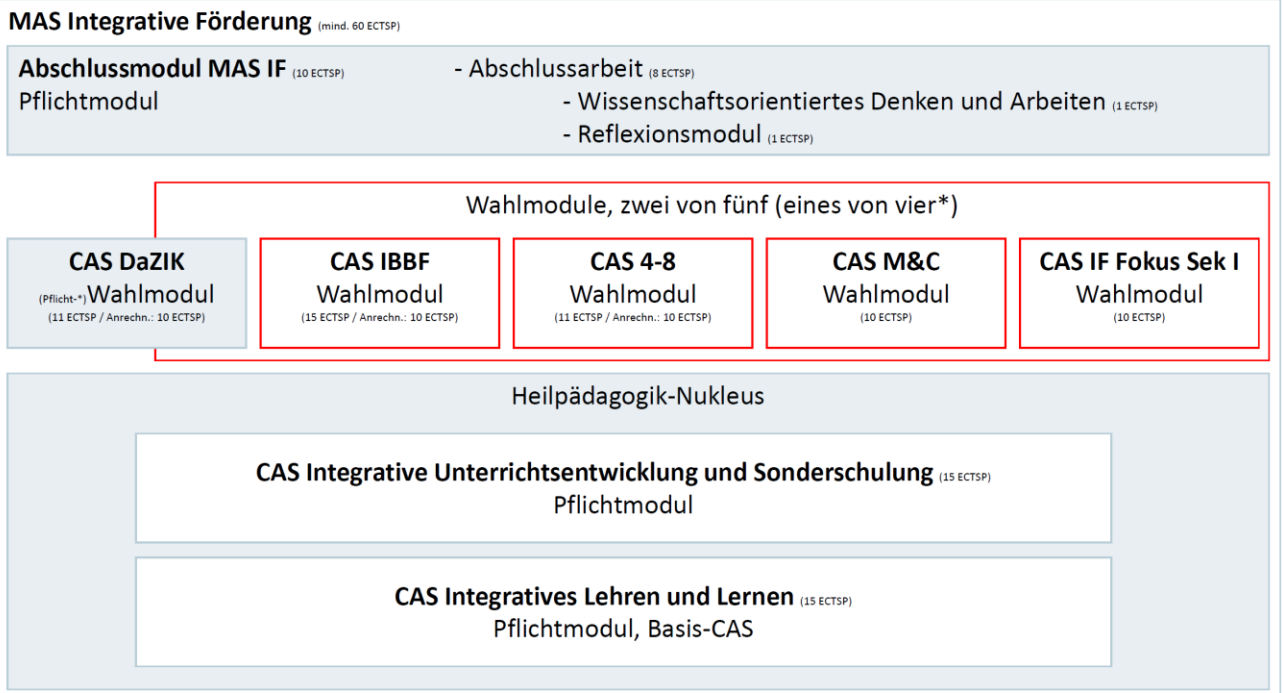 MAS Integrative Förderung (mind. 60 ECTSP)
Abschlussmodul MAS IF (10 ECTSP)
Pflichtmodul
- Abschlussarbeit (8 ECTSP)
- Wissenschaftsorientiertes Denken und Arbeiten (1 ECTSP)
- Reflexionsmodul (1 ECTSP)
Wahlmodule, zwei von fünf (eines von vier*)
CAS DaZIK
(Pflicht-*)Wahlmodul
(11 ECTSP / Anrechn.: 10 ECTSP)
CAS IBBF
Wahlmodul
(15 ECTSP / Anrechn.: 10 ECTSP)
CAS 4-8
Wahlmodul
(11 ECTSP / Anrechn.: 10 ECTSP)
CAS M&C
Wahlmodul
(10 ECTSP)
CAS IF Fokus Sek I
Wahlmodul
(10 ECTSP)
Heilpädagogik-Nukleus
CAS Integrative Unterrichtsentwicklung und Sonderschulung (15 ECTSP)
Pflichtmodul
CAS Integratives Lehren und Lernen (15 ECTSP)
Pflichtmodul, Basis-CAS